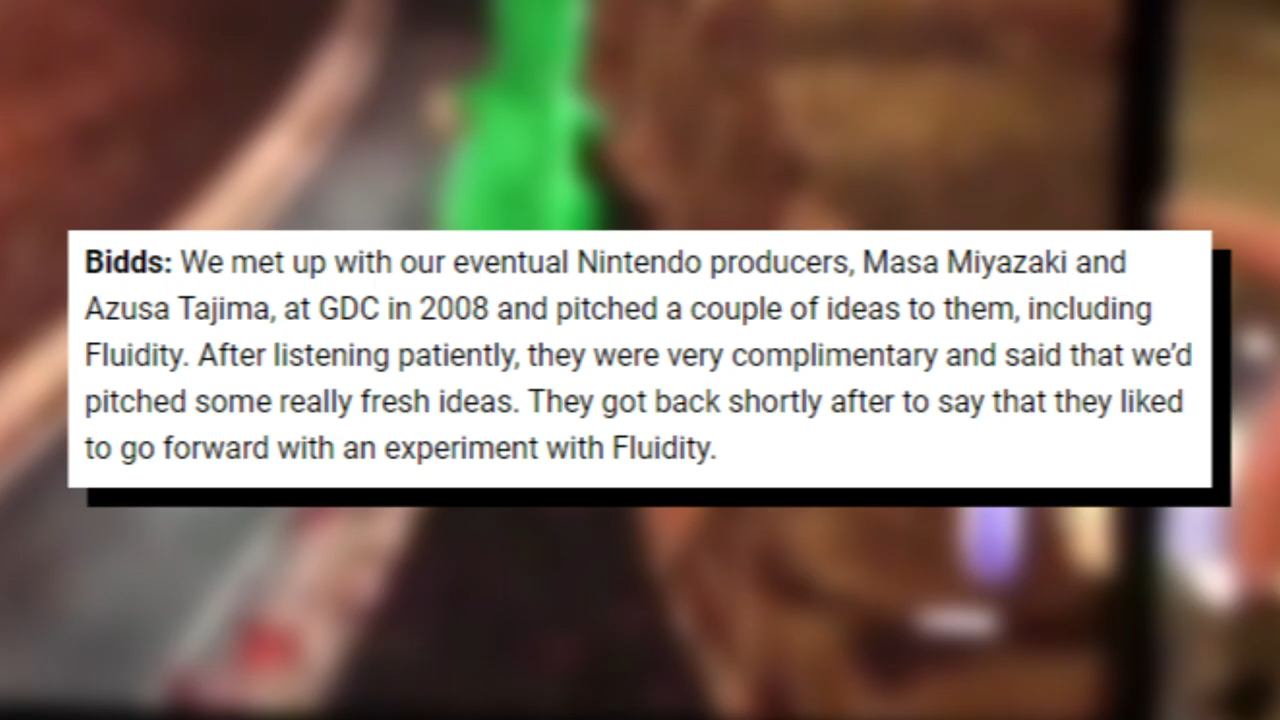 Bidds: We met up with our eventual Nintendo producers, Masa Miyazaki and
Azusa Tajima, at GDC in 2008 and pitched a couple of ideas to them, including
Fluidity. After listening patiently, they were very complimentary and said that we’d
pitched some really fresh ideas. They got back shortly after to say that they liked
to go forward with an experiment with Fluidity.